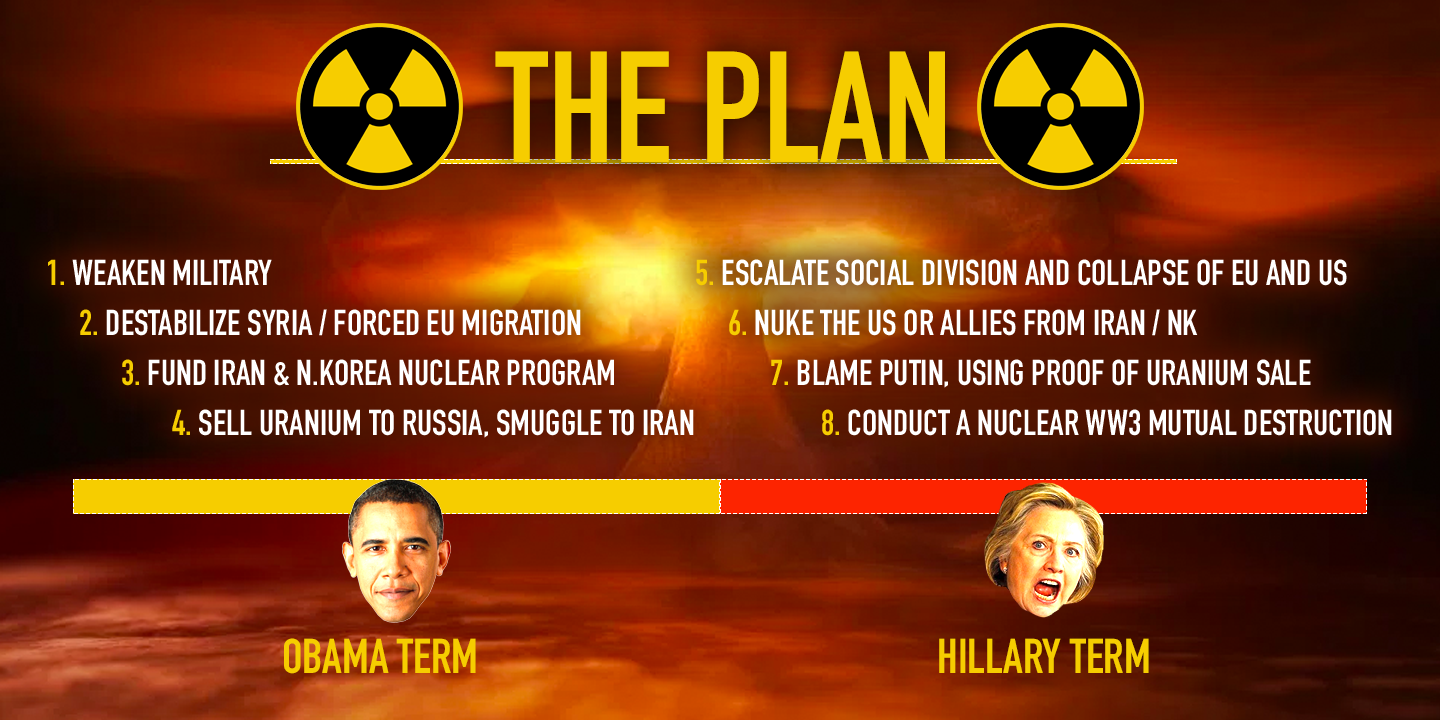 THE PLAN
1. WEAKEN MILITARY
2. DESTABILIZE SYRIA / FORCED EU MIGRATION
3. FUND IRAN & N.KOREA NUCLEAR PROGRAM
4. SELL URANIUM TO RUSSIA, SMUGGLE TO IRAN
5. ESCALATE SOCIAL DIVISION AND COLLAPSE OF EU AND US
6. NUKE THE US OR ALLIES FROM IRAN / NK
7. BLAME PUTIN, USING PROOF OF URANIUM SALE
8. CONDUCT A NUCLEAR WW3 MUTUAL DESTRUCTION
OBAMA TERM
HILLARY TERM